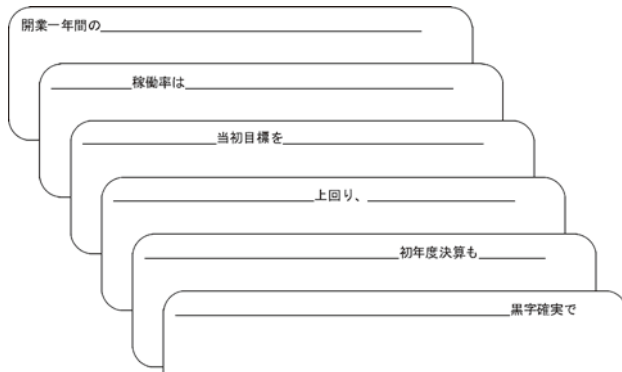 開業一年間の
稼働率は
当初目標を
上回り、
初年度決算も
黒字確実で